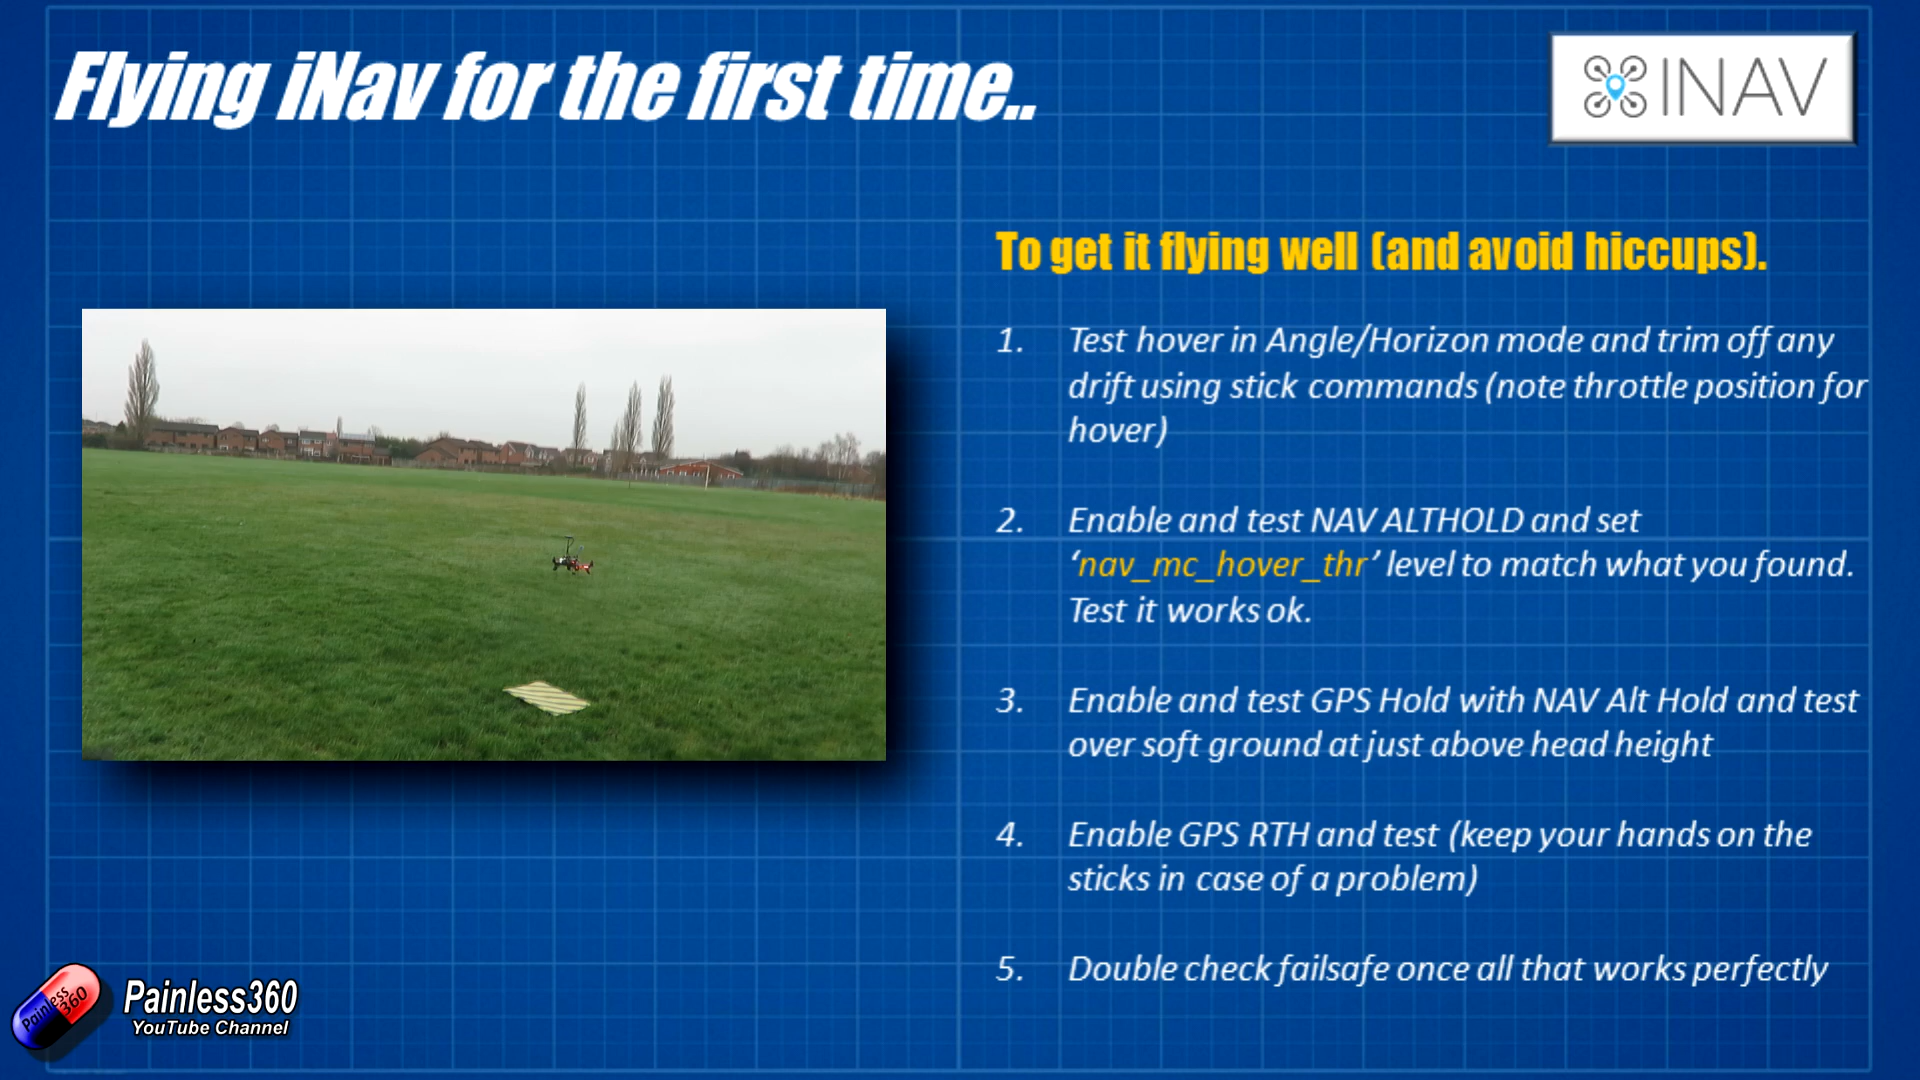 Flying iNav for the first time..
INAV
To get it flying well (and avoid hiccups).
1. Test hover in Angle/Horizon mode and trim off any
drift using stick commands (note throttle position for
hover)
2. Enable and test NAV ALTHOLD and set
‘nav_mc_hover_thr’ level to match what you found.
Test it works ok.
3. Enable and test GPS Hold with NAV Alt Hold and test
over soft ground at just above head height
4. Enable GPS RTH and test (keep your hands on the
sticks in case of a problem)
5. Double check failsafe once all that works perfectly
Painless
360
Painless360
YouTube Channel